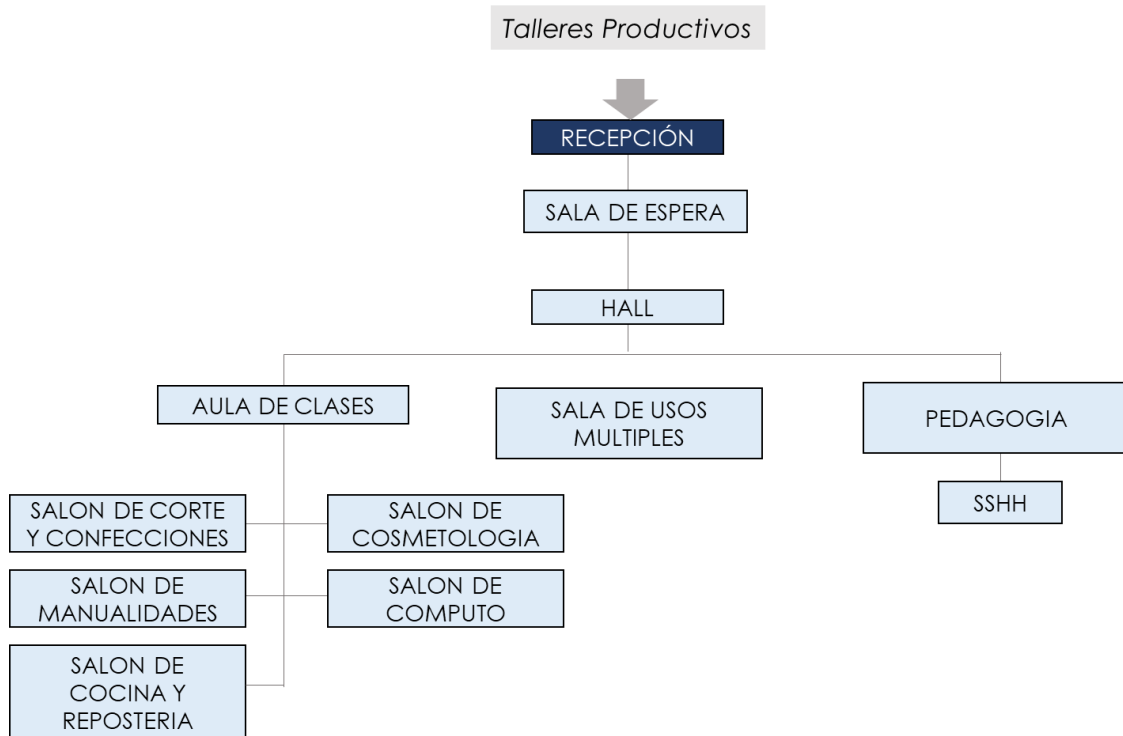 Talleres Productivos
RECEPCIÓN
SALA DE ESPERA
HALL
AULA DE CLASES
SALA DE USOS
MULTIPLES
PEDAGOGIA
SALON DE CORTE
Y CONFECCIONES
SALON DE
COSMETOLOGIA
SSHH
SALON DE
MANUALIDADES
SALON DE
COMPUTO
SALON DE
COCINA Y
REPOSTERIA